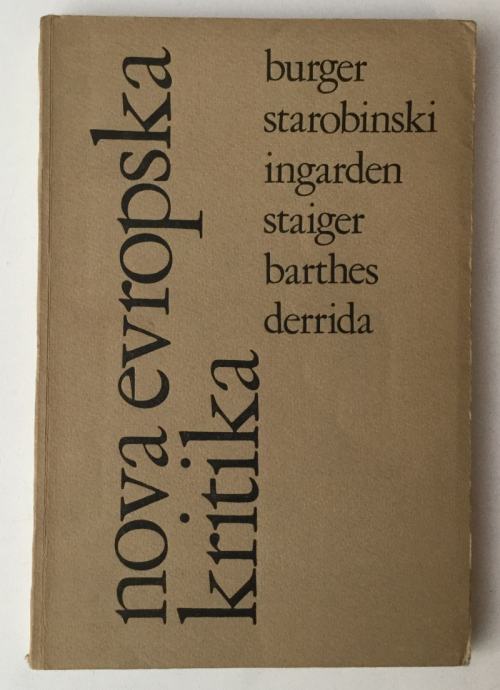 nova evropska
kritika
burger
starobinski
ingarden
staiger
barthes
derrida